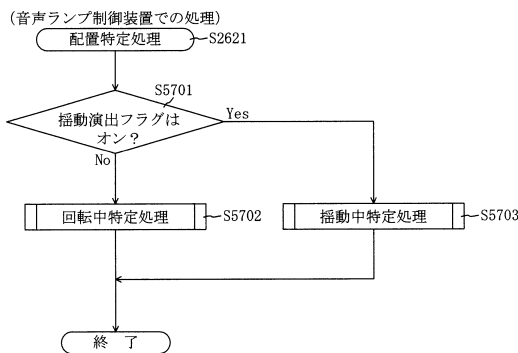 (音声ランプ制御装置での処理)
配置特定処理
S2621
S5701
揺動演出フラグは
オン?
Yes
No
回転中特定処理
S5702
揺動中特定処理
S5703
終 了